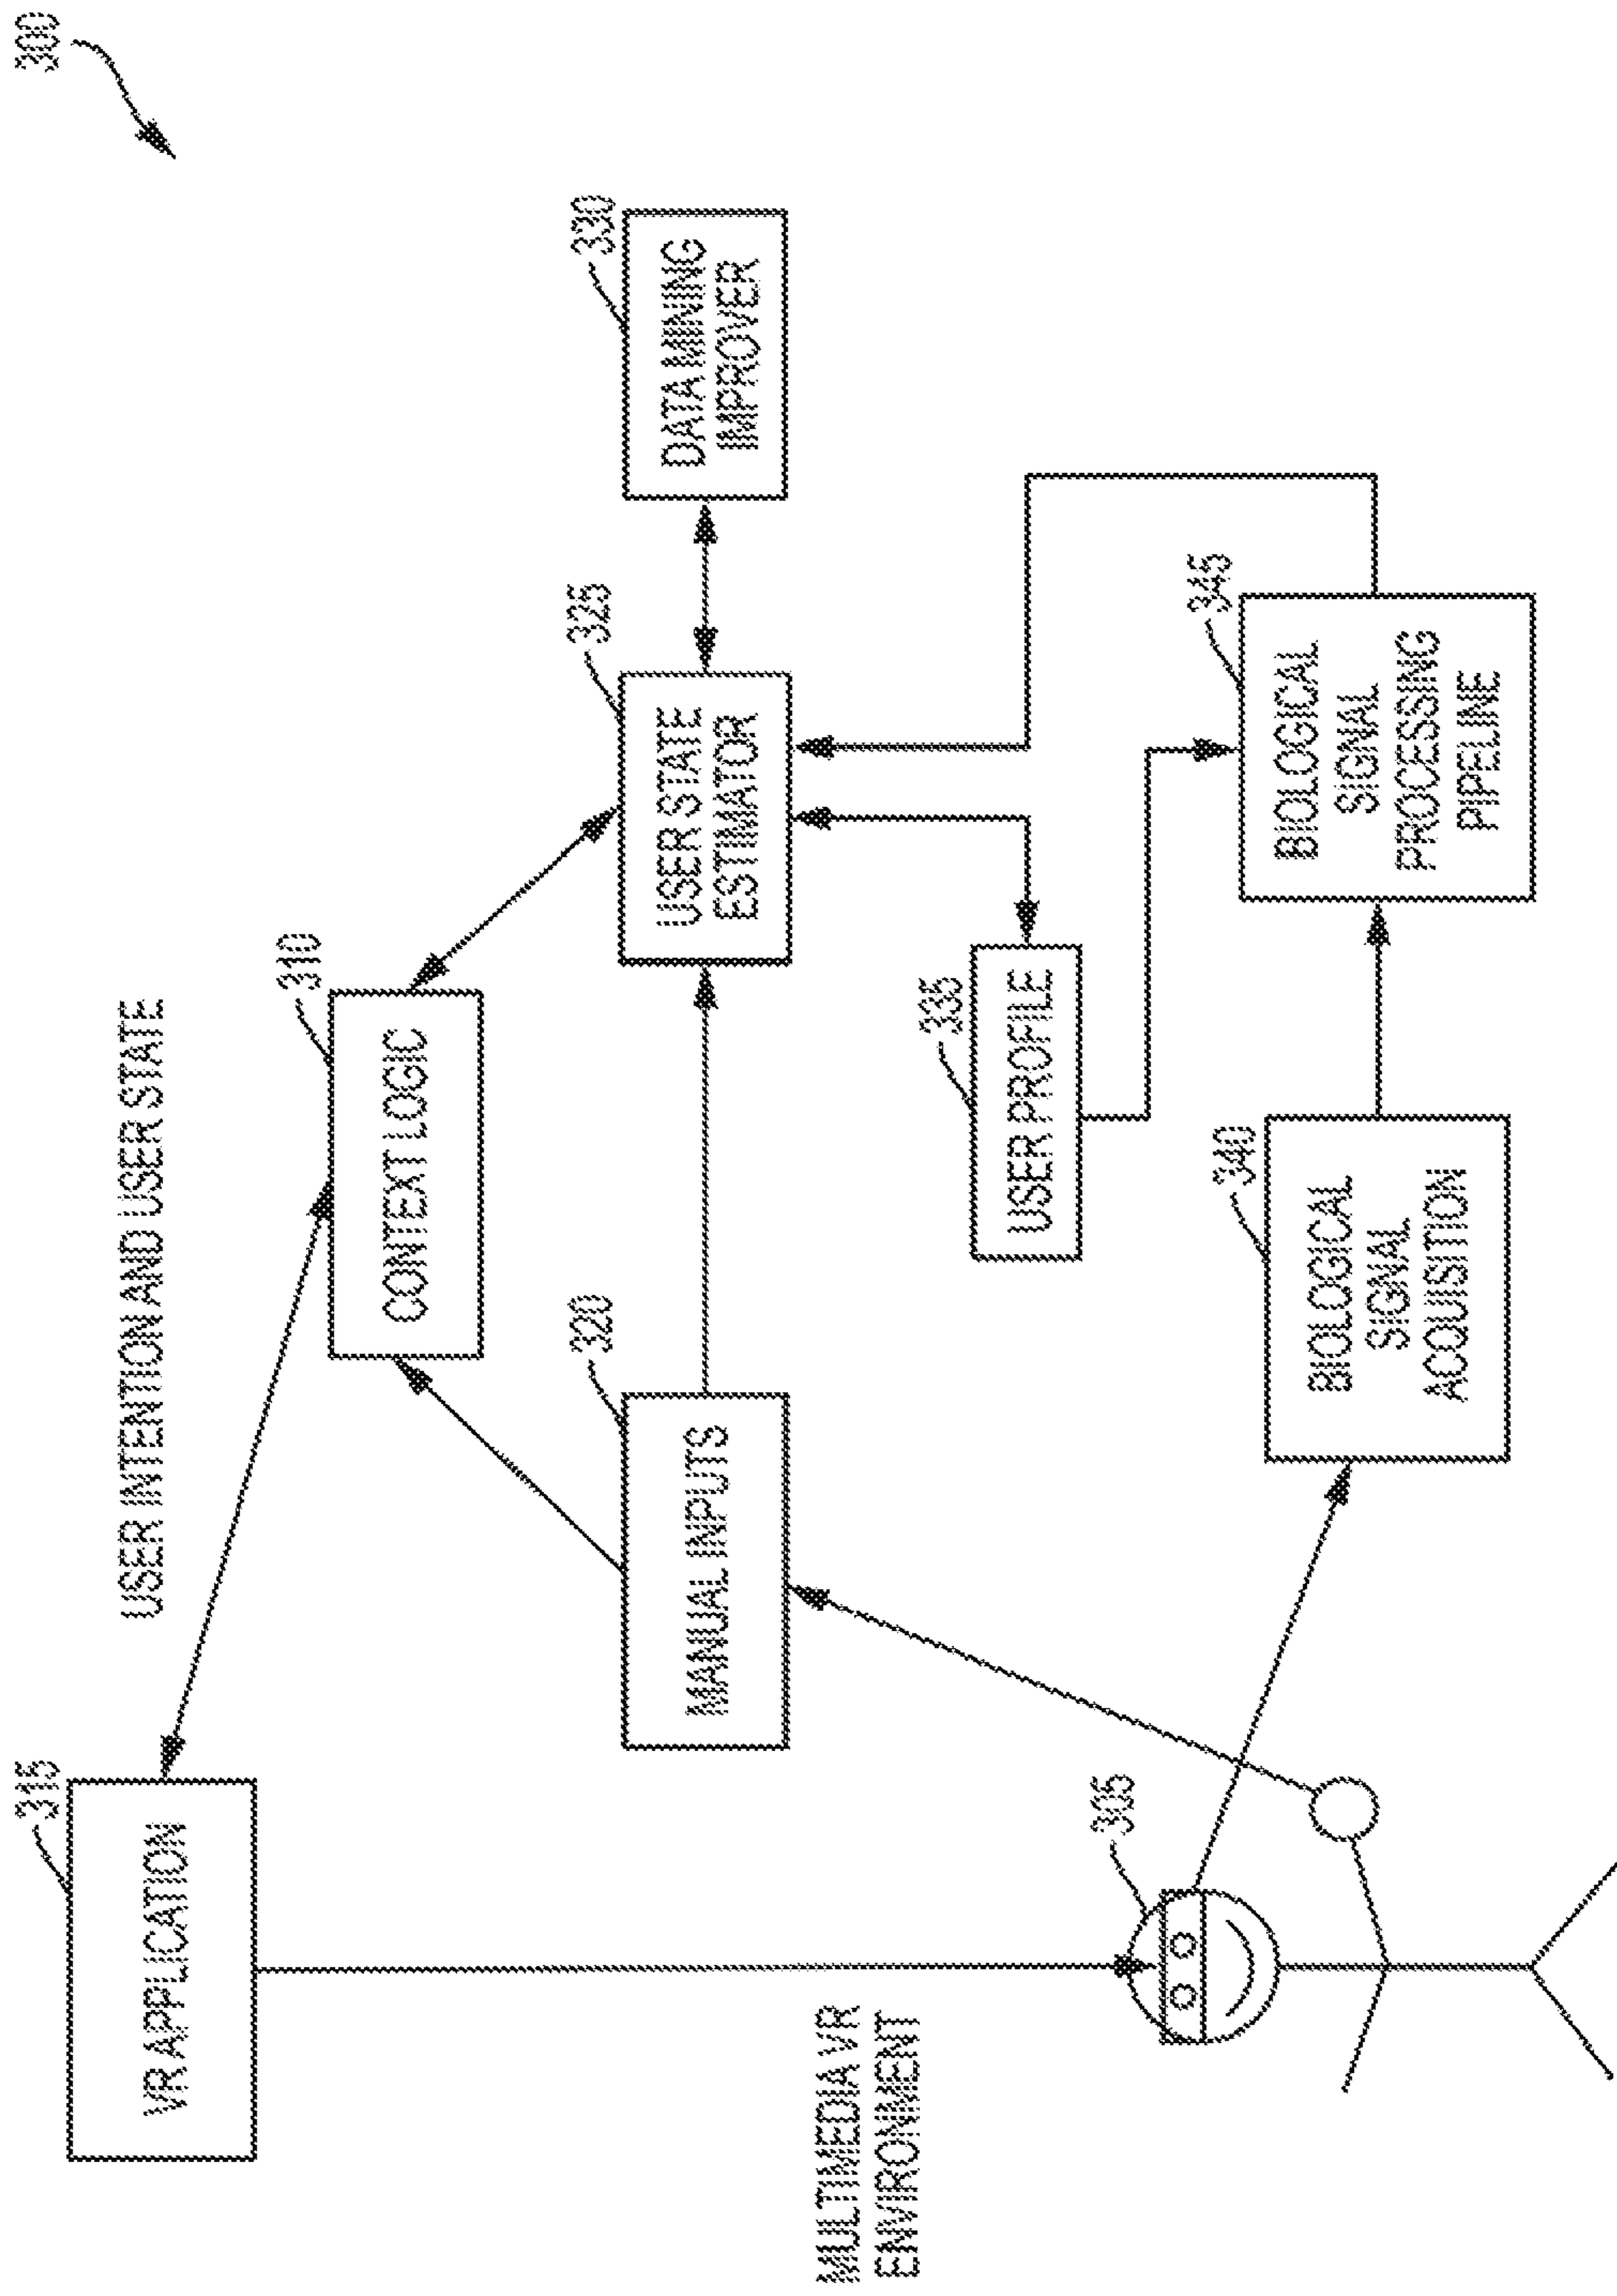 300
USER INTENTION AND USER STATE
315
VR APPLICATION
310
CONTEXT LOGIC
320
MANUAL INPUTS
325
USER STATE
ESTIMATOR
330
DATA MINING
IMPROVER
MULTIMEDIA VR
ENVIRONMENT
305
335
USER PROFILE
340
BIOLOGICAL
SIGNAL
ACQUISITION
345
BIOLOGICAL
SIGNAL
PROCESSING
PIPELINE